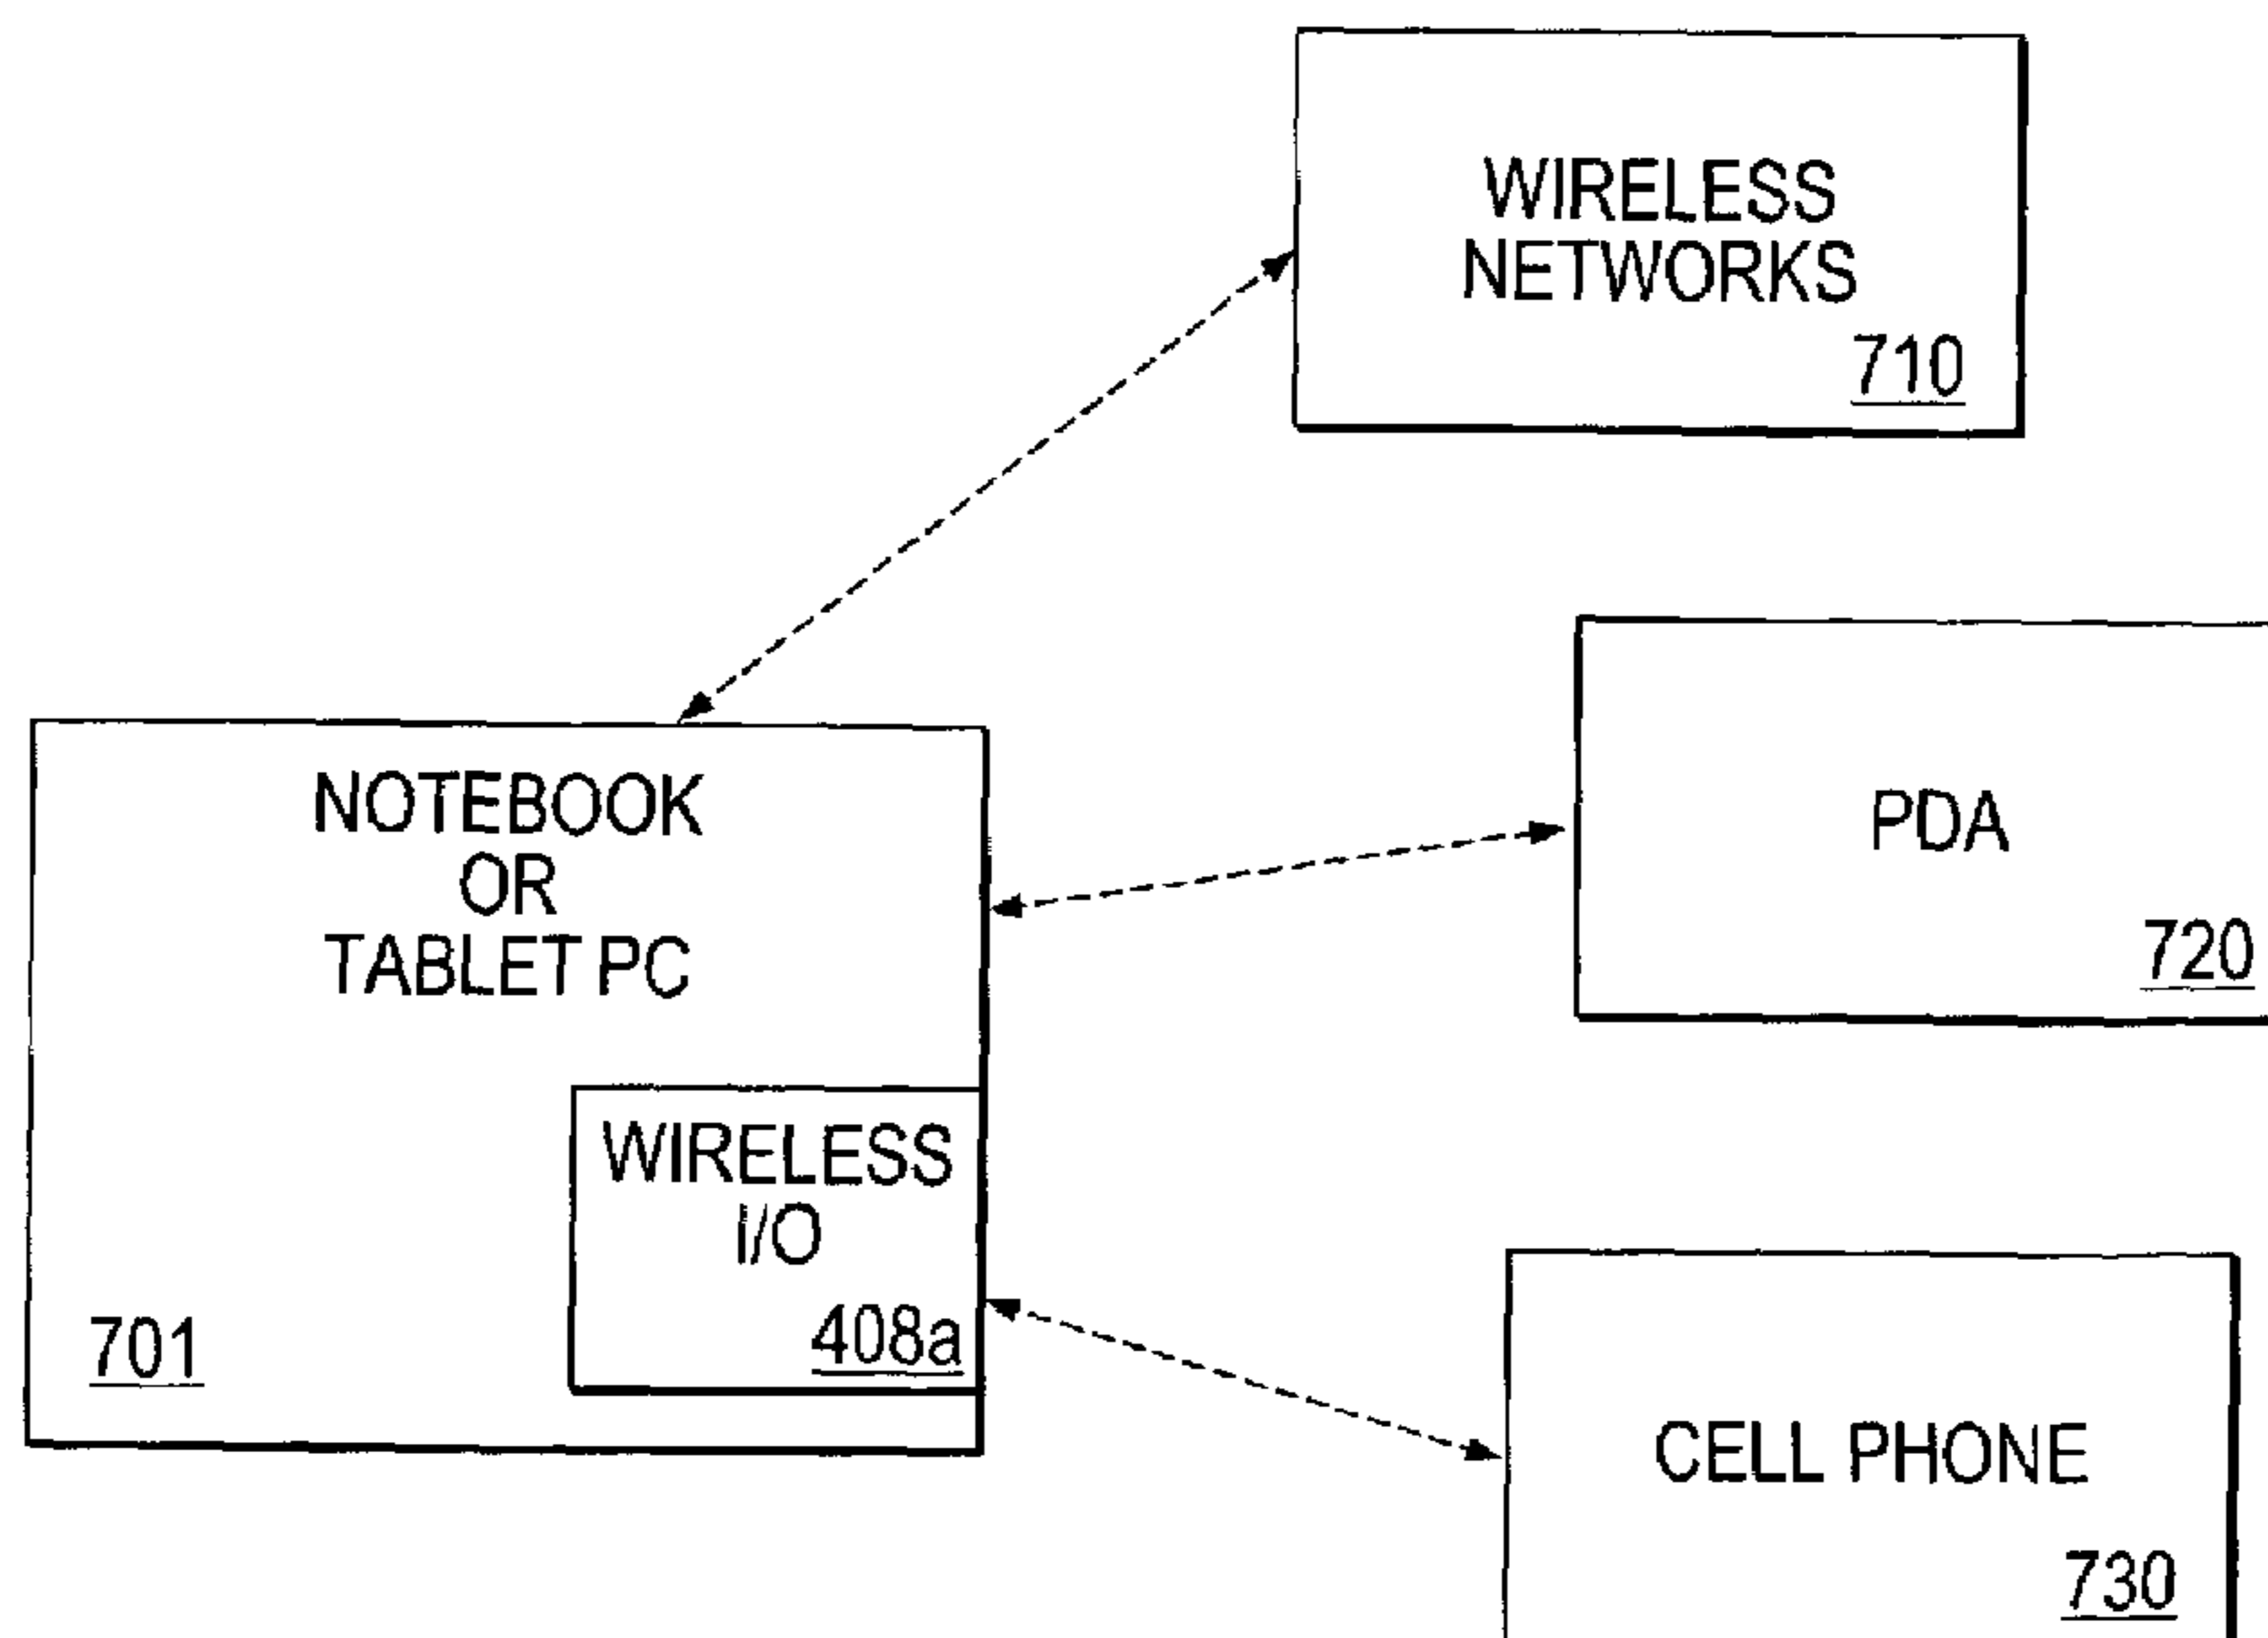 WIRELESS
NETWORKS
710
NOTEBOOK
OR
TABLET PC
701
WIRELESS
I/O
408a
PDA
720
CELL PHONE
730